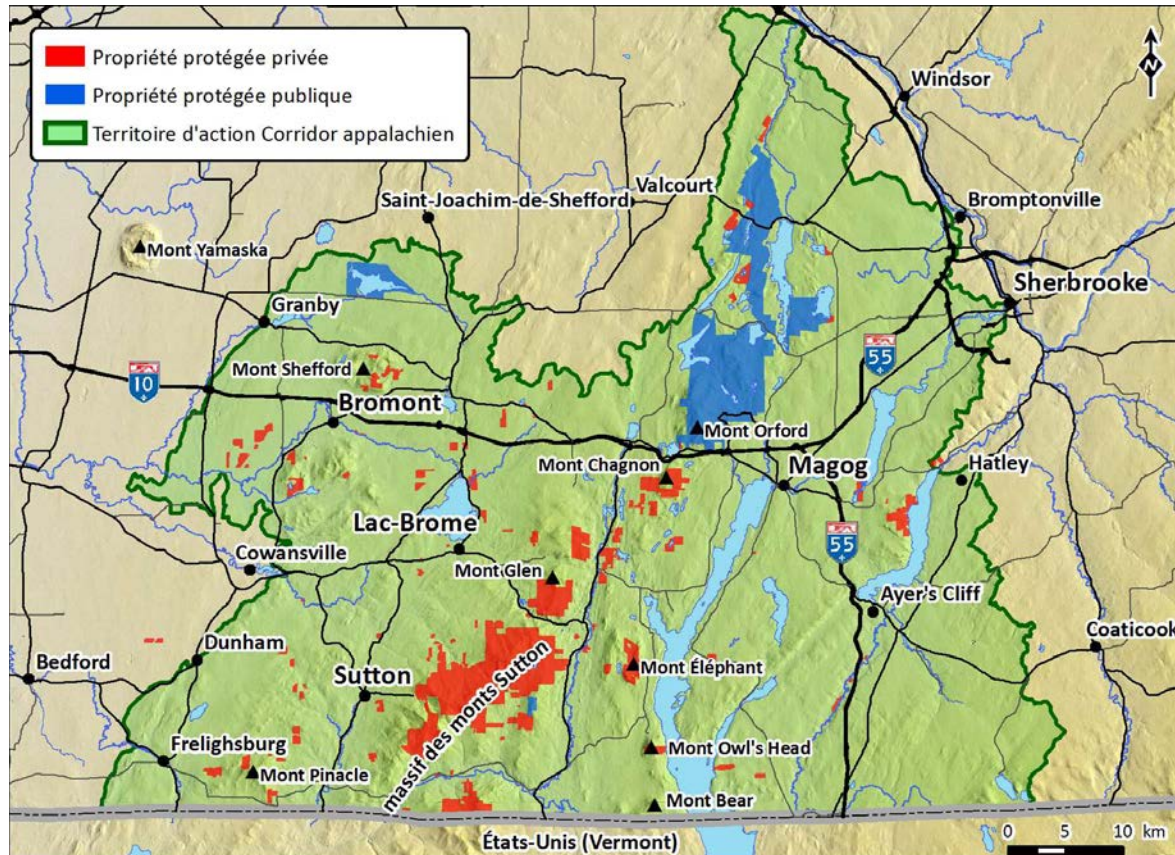 Propriété protégée privée
Propriété protégée publique
Territoire d'action Corridor appalachien
N
Windsor
Valcourt
Saint-Joachim-de-Shefford
Bromptonville
Mont Yamaska
Sherbrooke
Granby
55
Mont Shefford
10
Bromont
Mont Orford
Mont Chagnon
Magog
Hatley
Lac-Brome
55
Cowansville
Mont Glen
Ayer's Cliff
Dunham
Coaticook
Bedford
Sutton
Mont Éléphant
massif des monts Sutton
Frelighsburg
Mont Owl's Head
Mont Pinacle
Mont Bear
États-Unis (Vermont)
0 5 10 km